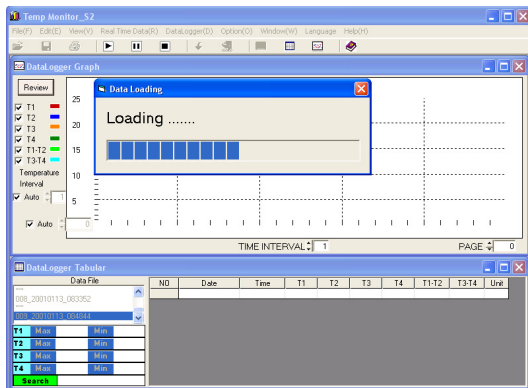 Temp Monitor_S2
File(F) Edit(E) View(V) Real Time Data(R) DataLogger(D) Option(O) Window(W) Language Help(H)
DataLogger Graph
Review
T1
T2
T3
T4
T1-T2
T3-T4
Temperature
Interval
Auto 1
Auto 0
25
20
15
10
5
Data Loading
Loading .......
TIME INTERVAL 1 PAGE 0
DataLogger Tabular
Data File
008_20010113_083352
---
009_20010113_084844
T1 Max Min
T2 Max Min
T3 Max Min
T4 Max Min
Search
NO Date Time T1 T2 T3 T4 T1-T2 T3-T4 Unit